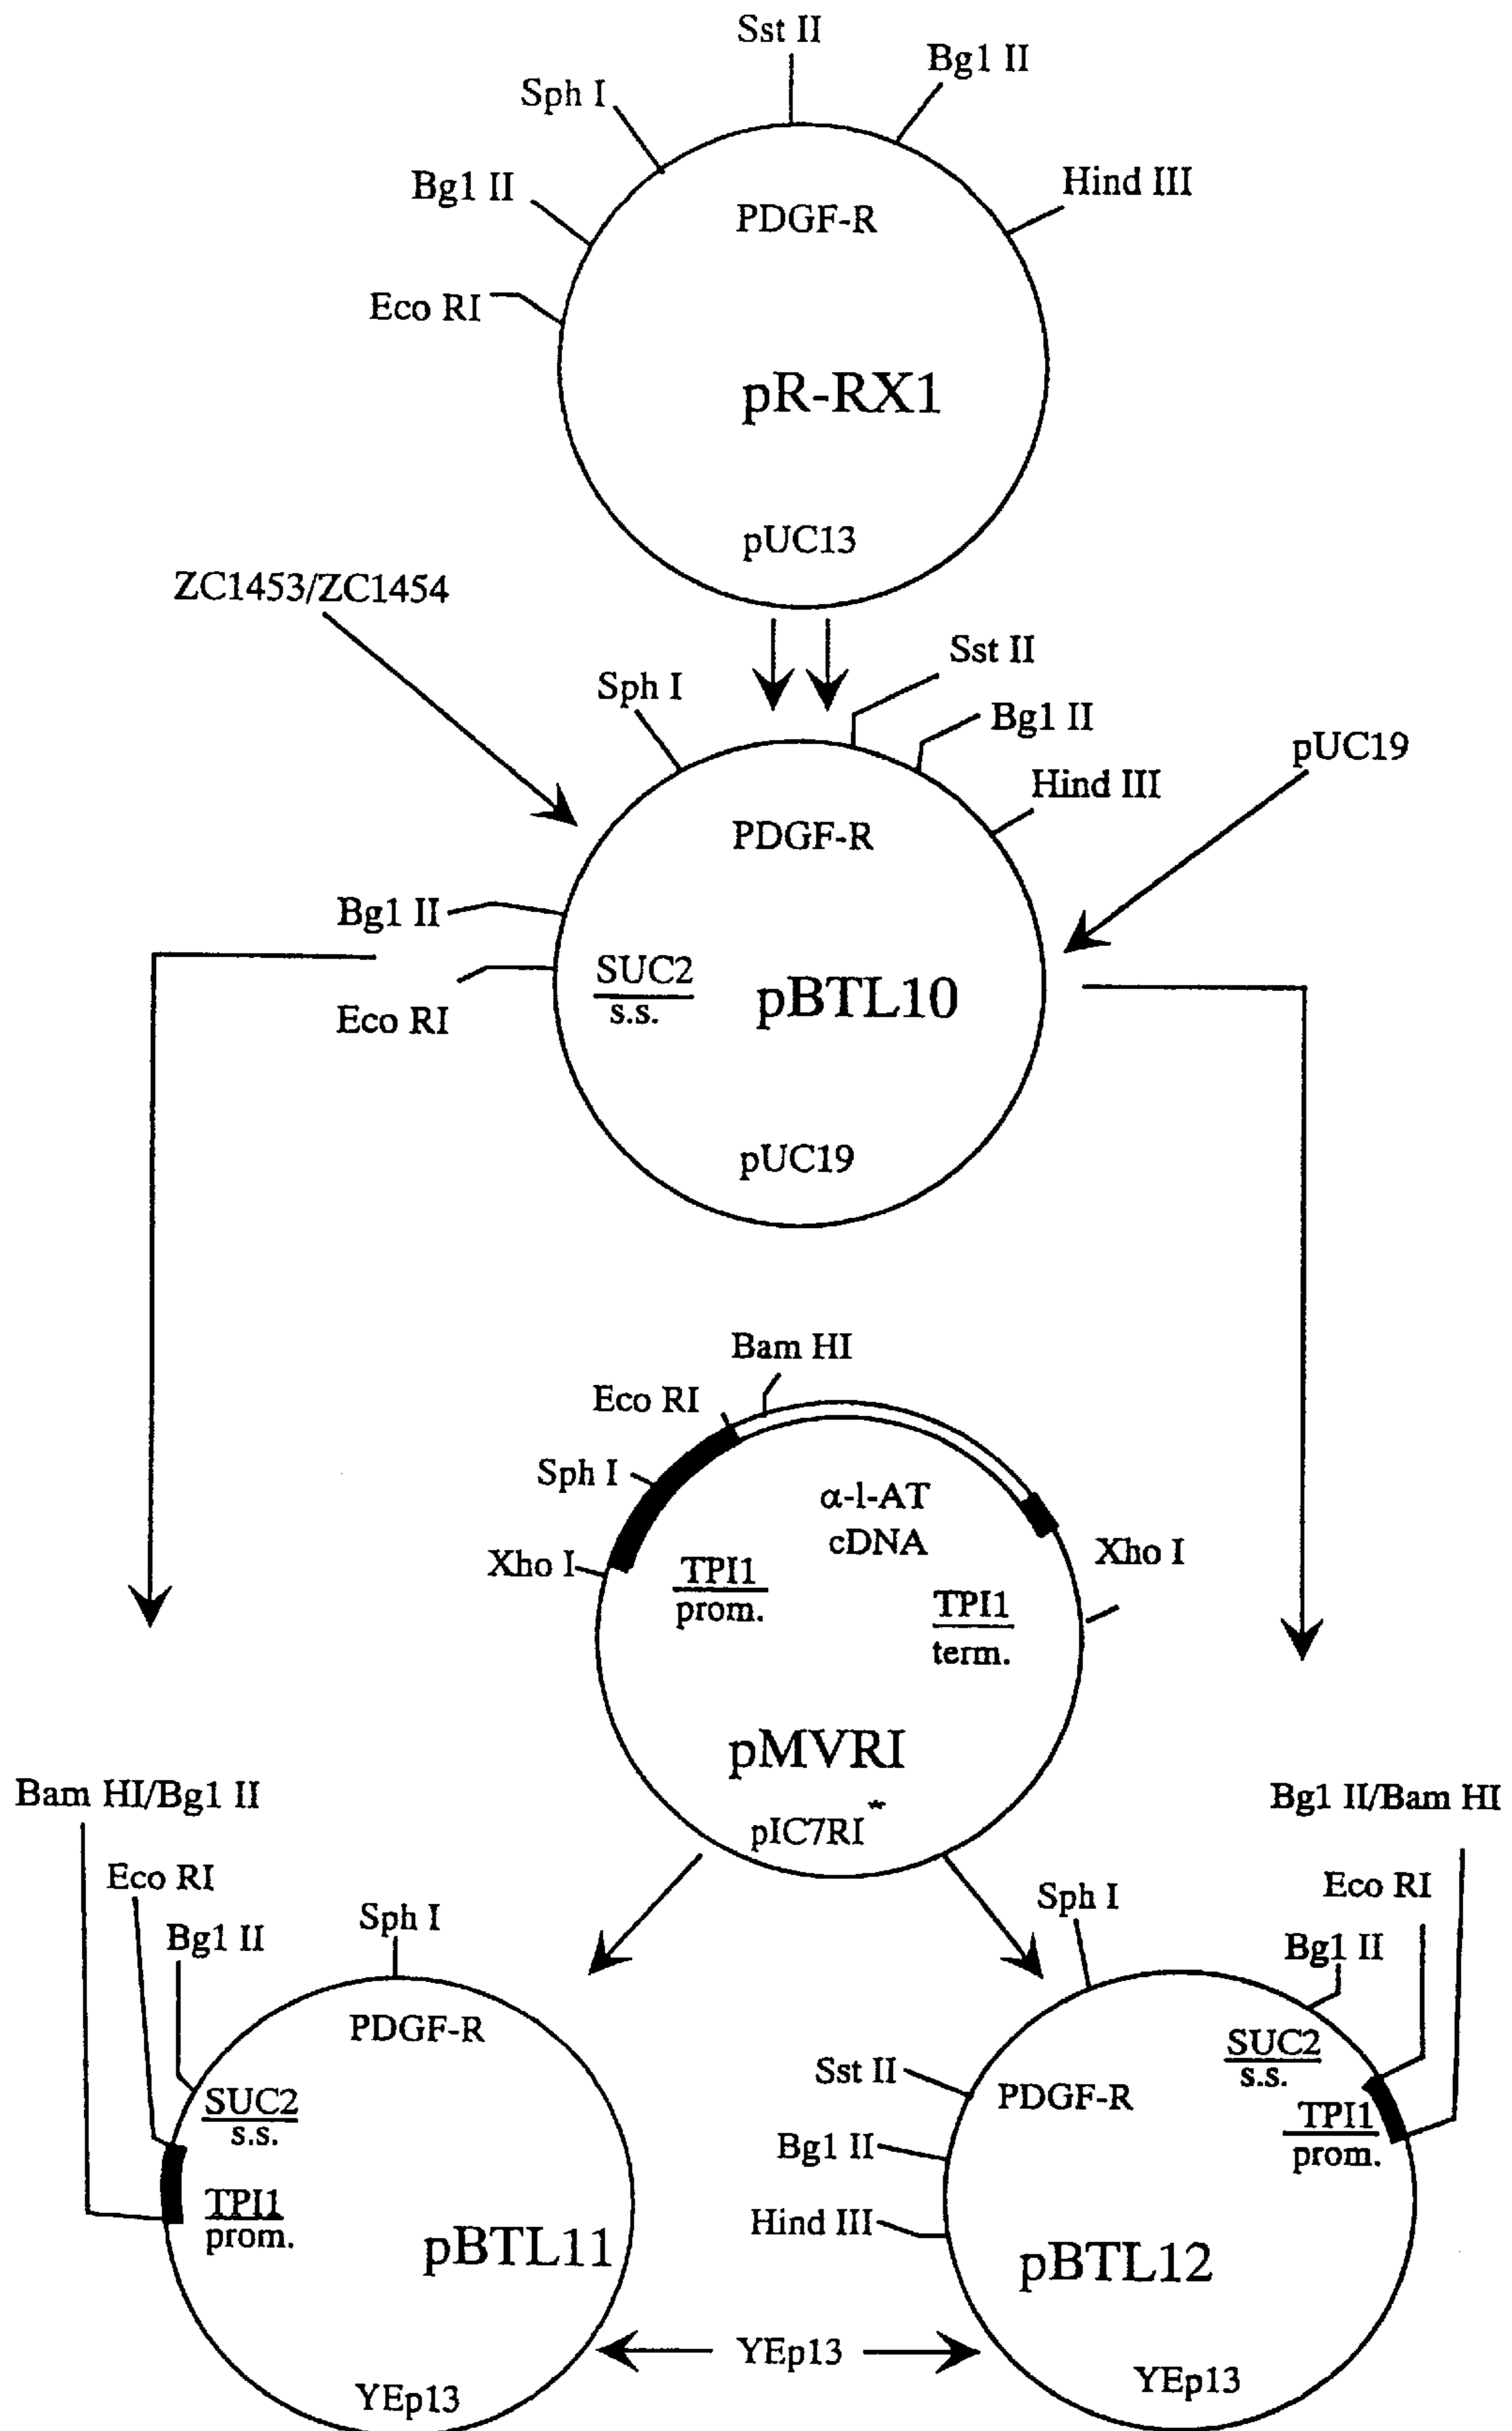 Sst II
Bg1 II
Sph I
Hind III
Bg1 II
PDGF-R
Eco RI
pR-RX1
pUC13
ZC1453/ZC1454
Sst II
Sph I
Bg1 II
pUC19
Hind III
PDGF-R
Bg1 II
SUC2
s.s.
pBTL10
Eco RI
pUC19
Bam HI
Eco RI
Sph I
α-l-AT
cDNA
Xho I
Xho I
TPI1
prom.
TPI1
term.
pMVRI
pIC7RI*
Bam HI/Bg1 II
Bg1 II/Bam HI
Eco RI
Eco RI
Sph I
Sph I
Bg1 II
Bg1 II
PDGF-R
SUC2
s.s.
Sst II
PDGF-R
SUC2
s.s.
TPI1
prom.
Bg1 II
TPI1
prom.
Hind III
pBTL11
pBTL12
YEp13
YEp13
YEp13